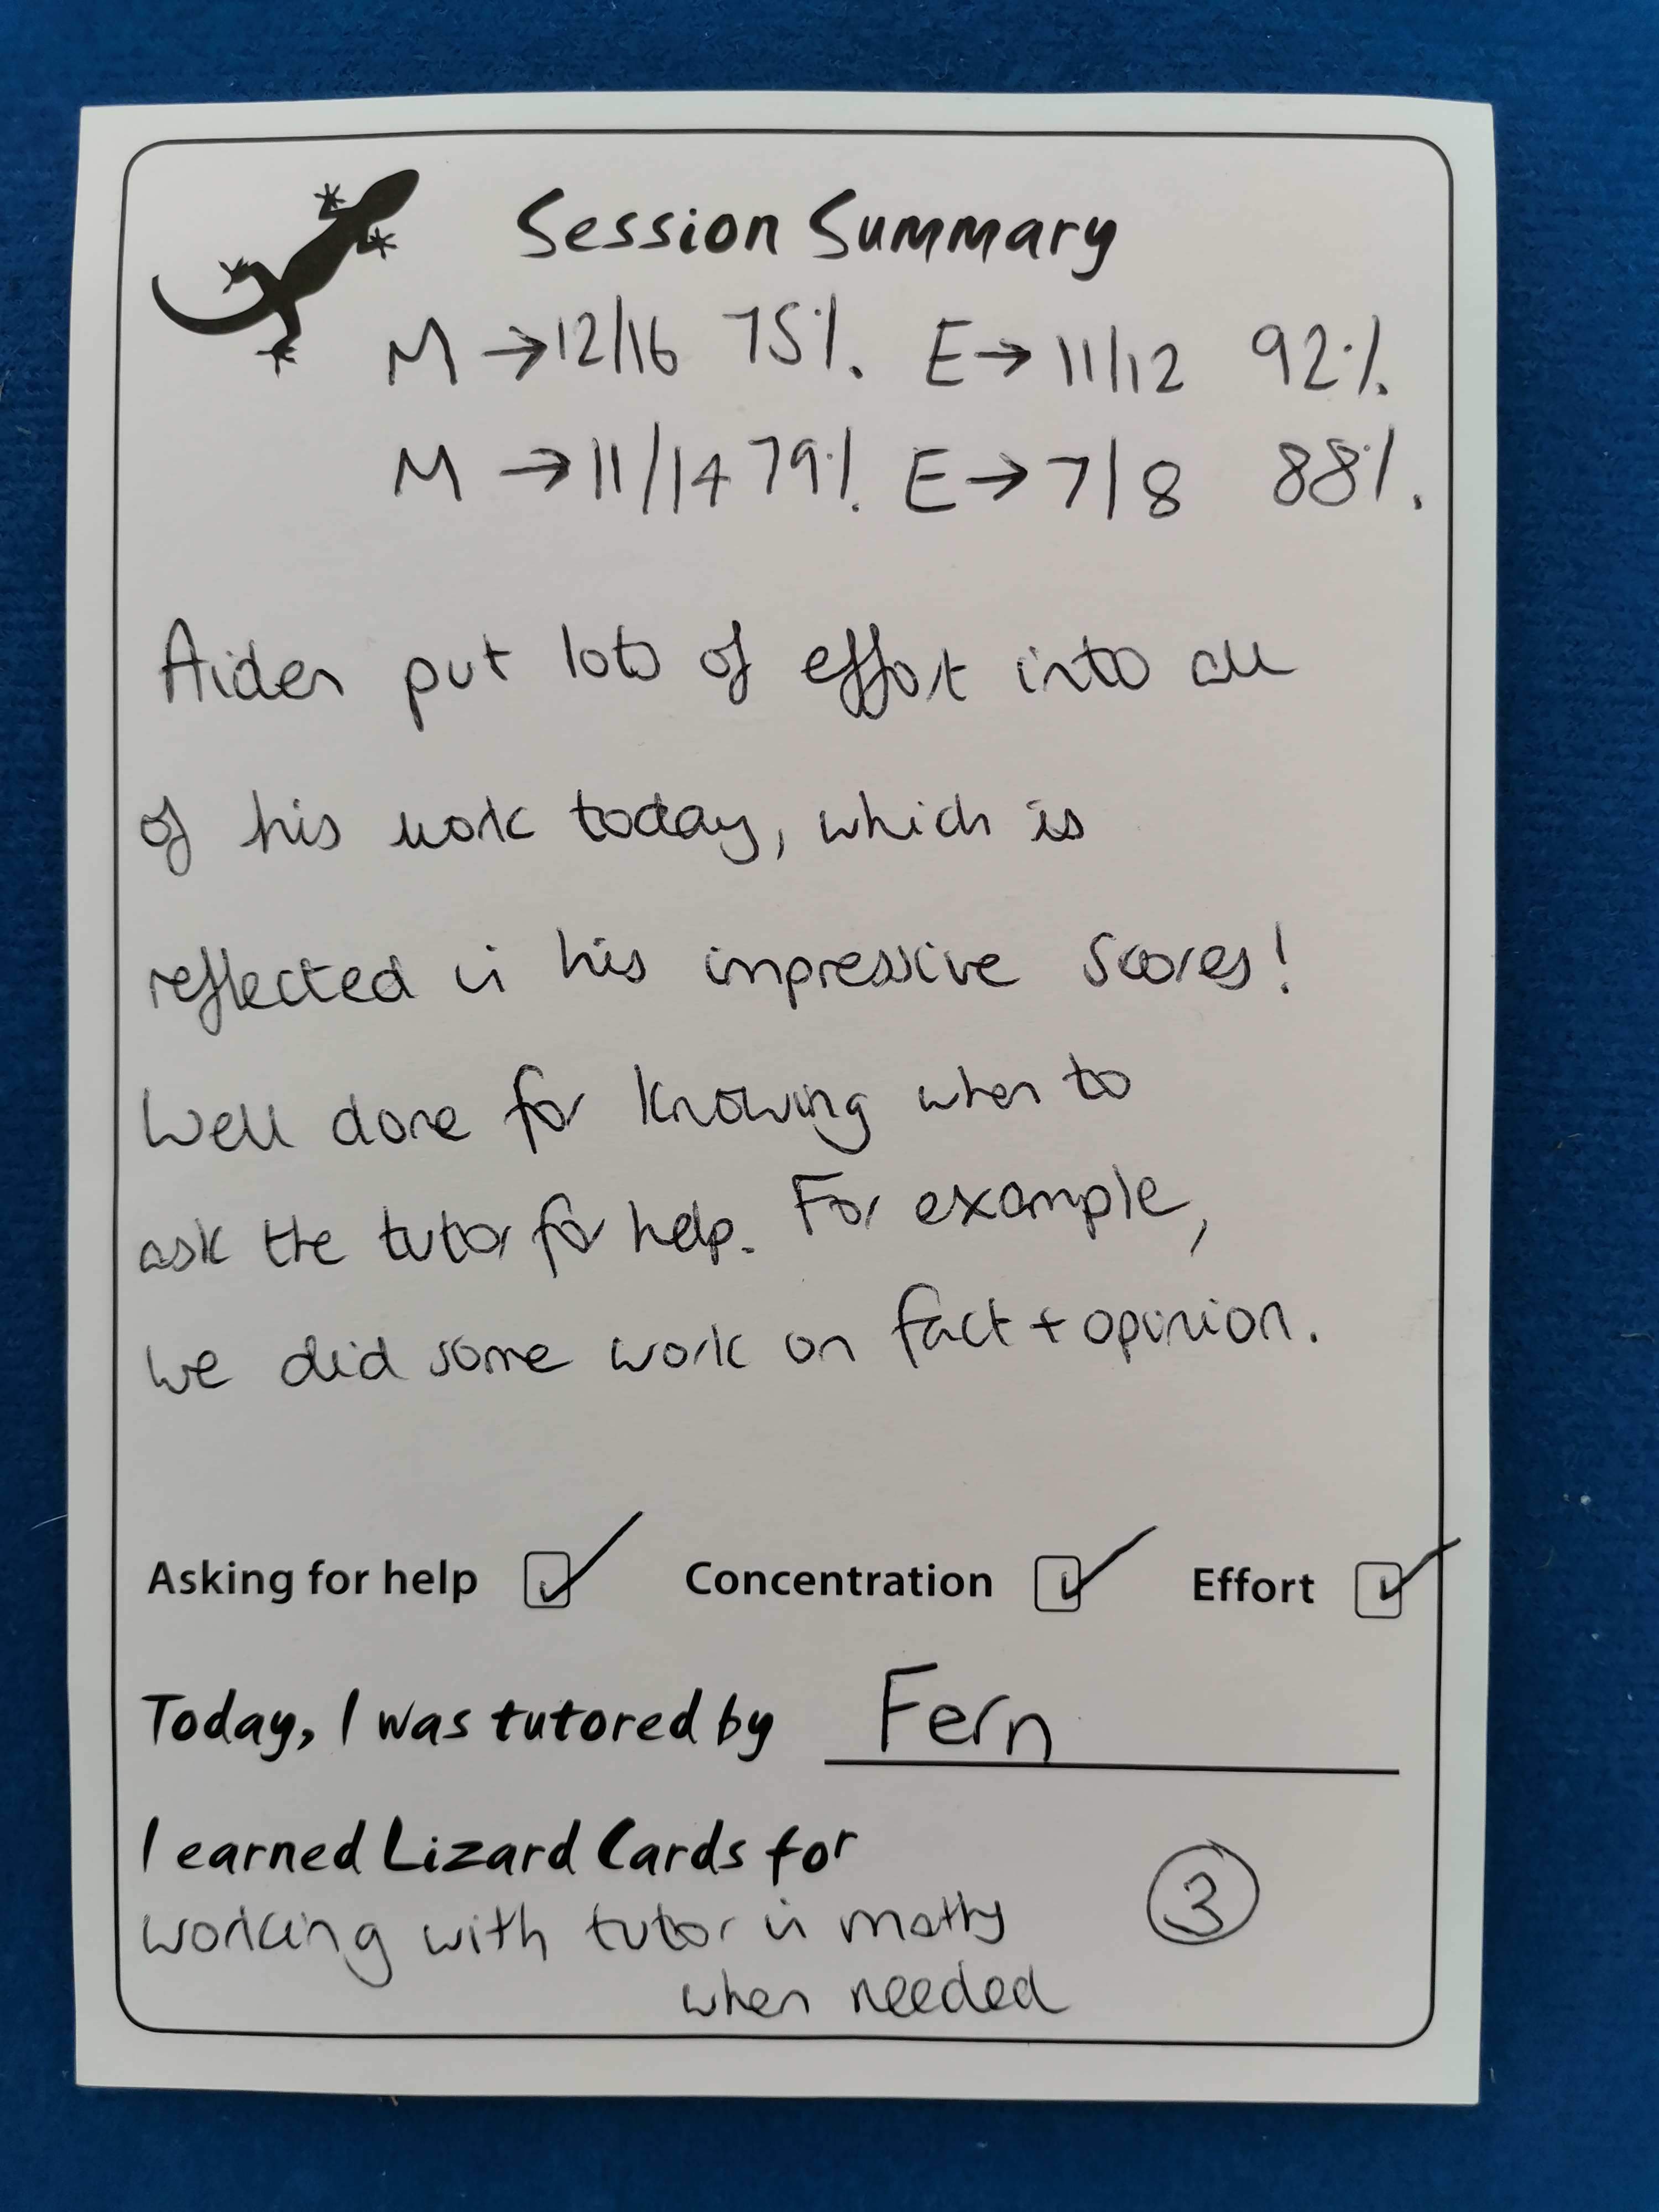 Session Summary
M → 12/16 75% E → 11/12 92%
M → 11/14 79% E → 7/8 88%
Aiden put lots of effort into all
of his work today, which is
reflected in his impressive scores!
Well done for knowing when to
ask the tutor for help. For example,
we did some work on fact + opinion.
Asking for help ✓ Concentration ✓ Effort ✓
Today, I was tutored by Fern
I earned Lizard Cards for
working with tutor in maths 3
when needed